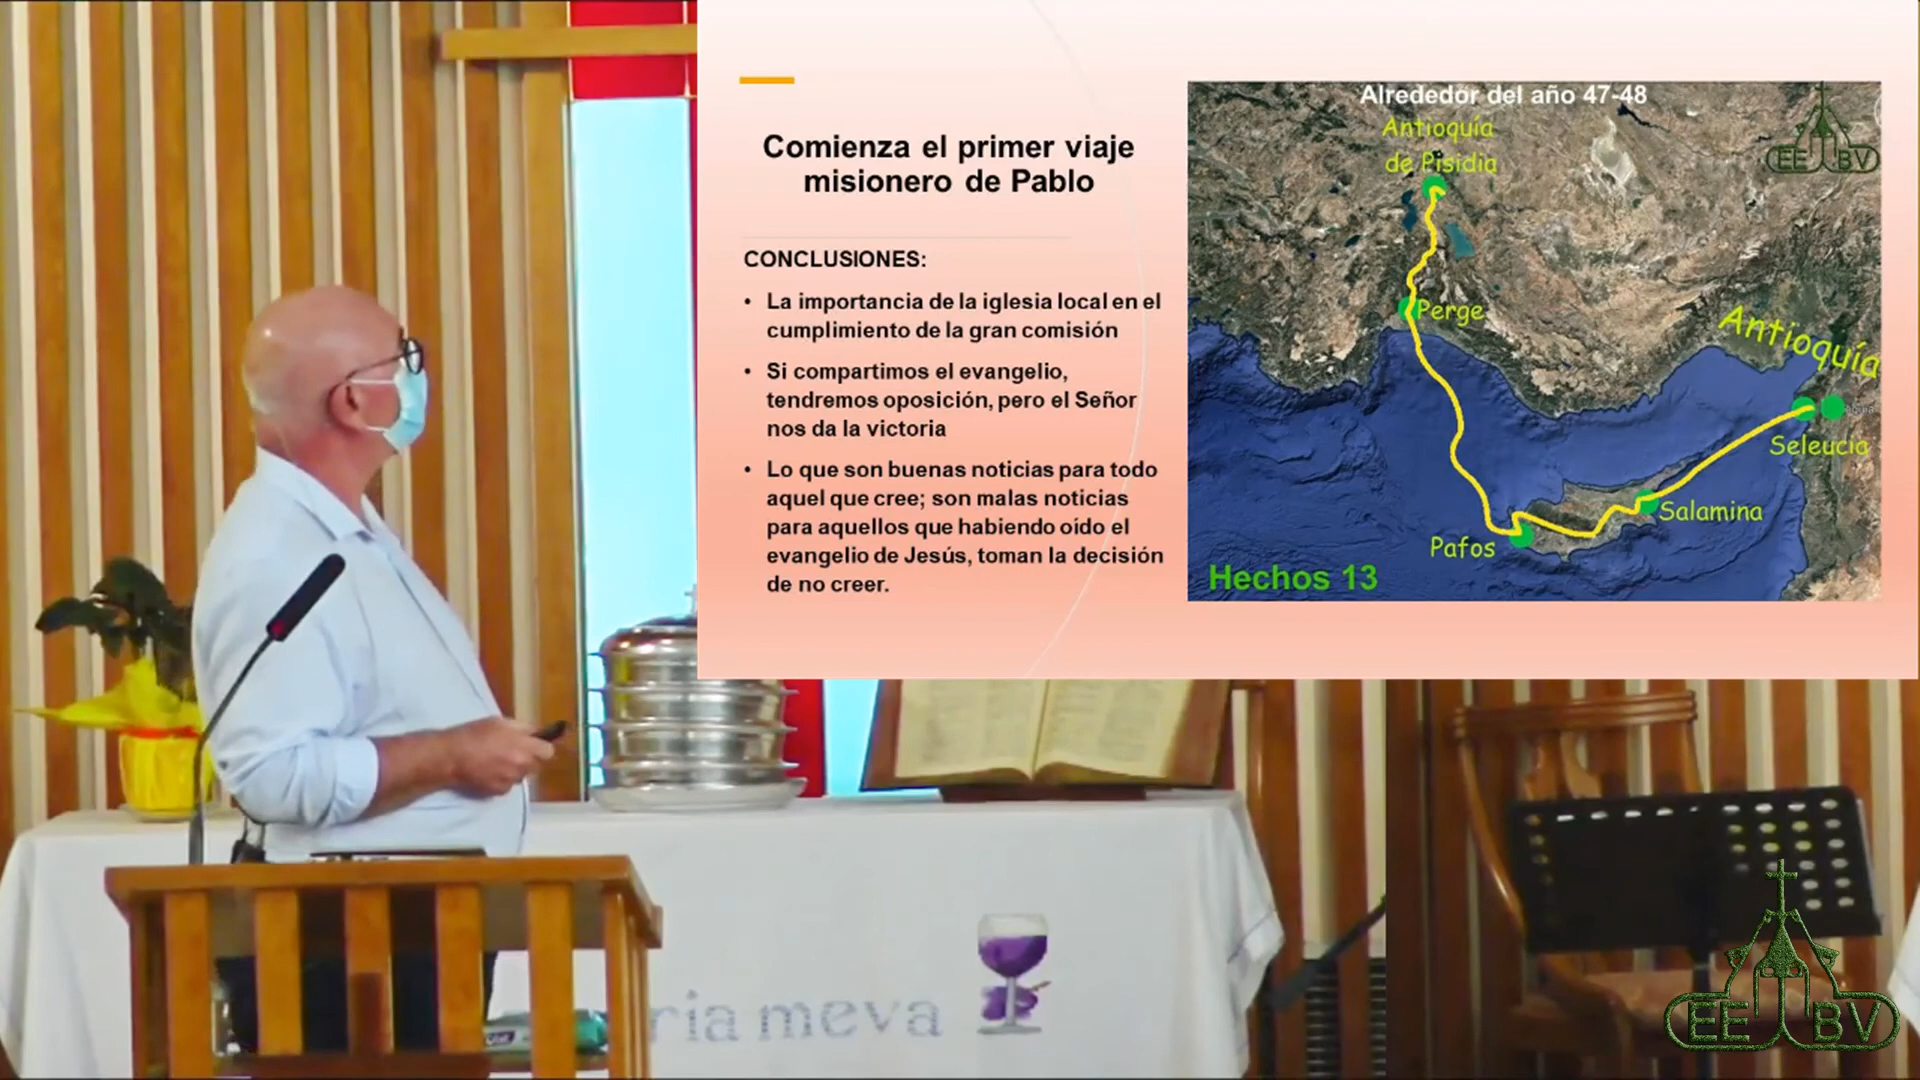 Comienza el primer viaje
misionero de Pablo
CONCLUSIONES:
• La importancia de la iglesia local en el
cumplimiento de la gran comisión
• Si compartimos el evangelio,
tendremos oposición, pero el Señor
nos da la victoria
• Lo que son buenas noticias para todo
aquel que cree; son malas noticias
para aquellos que habiendo oído el
evangelio de Jesús, toman la decisión
de no creer.
Alrededor del año 47-48
Antioquía
de Pisidia
EE BV
Perge
Antioquía
Seleucia
Salamina
Pafos
Hechos 13
ria meva
EE BV